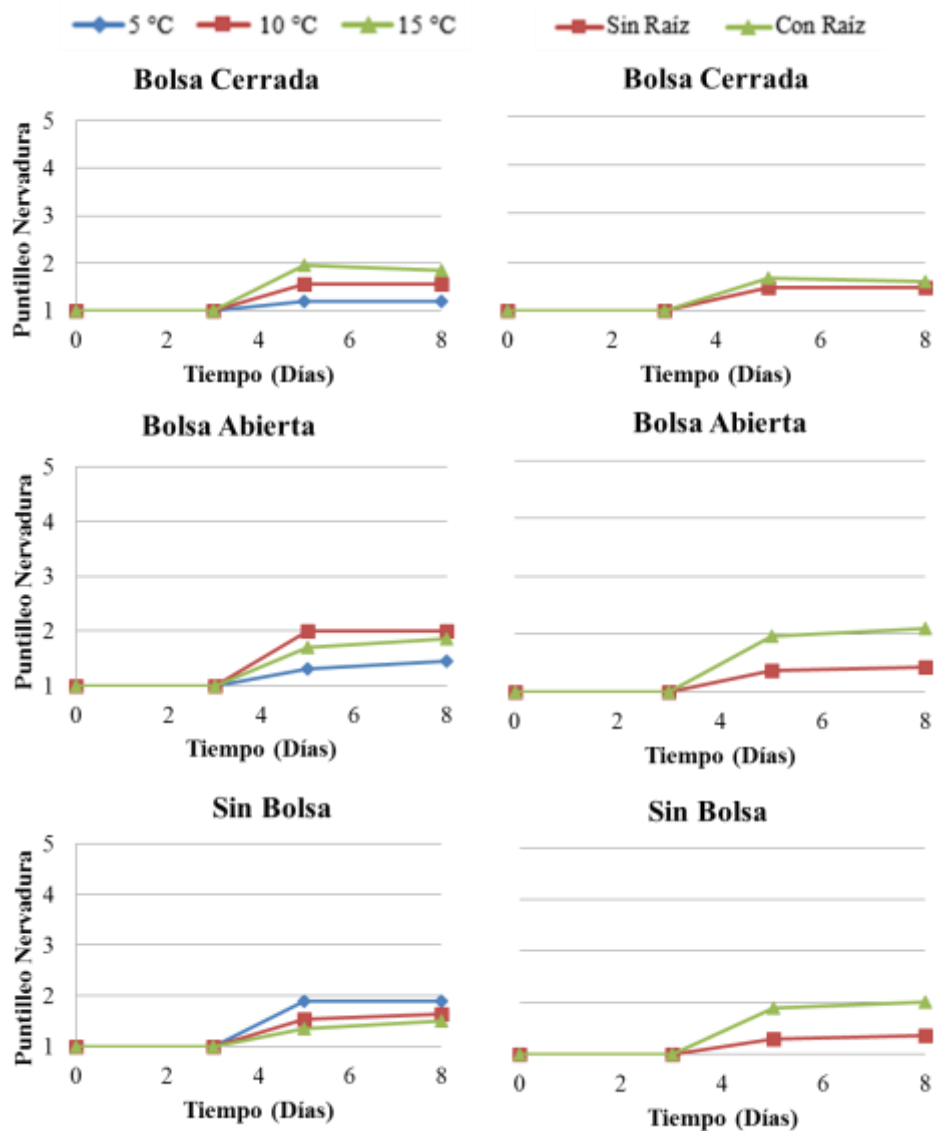 5 °C 10 °C 15 °C
Sin Raíz Con Raíz
Bolsa Cerrada
5
4
3
2
1
0 2 4 6 8
Puntilleo Nervadura
Tiempo (Días)
Bolsa Cerrada
0 2 4 6 8
Tiempo (Días)
Bolsa Abierta
5
4
3
2
1
0 2 4 6 8
Puntilleo Nervadura
Tiempo (Días)
Bolsa Abierta
0 2 4 6 8
Tiempo (Días)
Sin Bolsa
5
4
3
2
1
0 2 4 6 8
Puntilleo Nervadura
Tiempo (Días)
Sin Bolsa
0 2 4 6 8
Tiempo (Días)